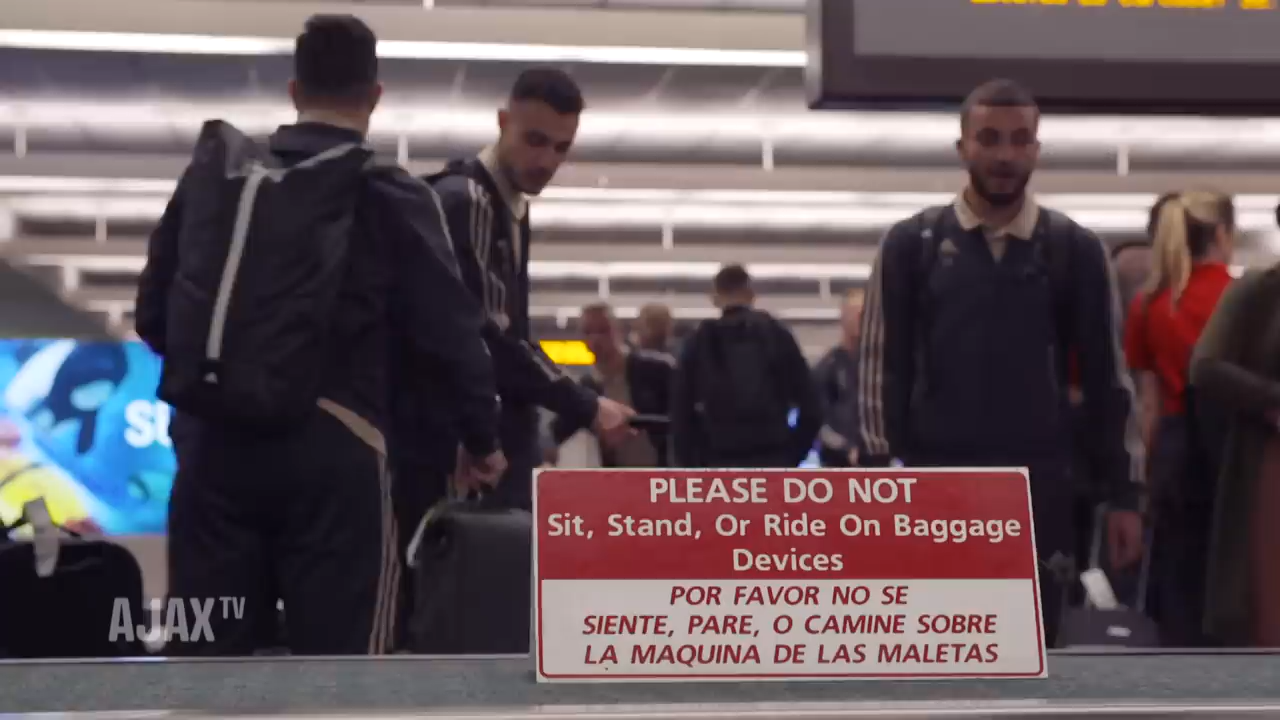 PLEASE DO NOT
Sit, Stand, Or Ride On Baggage
Devices
POR FAVOR NO SE
SIENTE, PARE, O CAMINE SOBRE
LA MAQUINA DE LAS MALETAS
AJAX TV